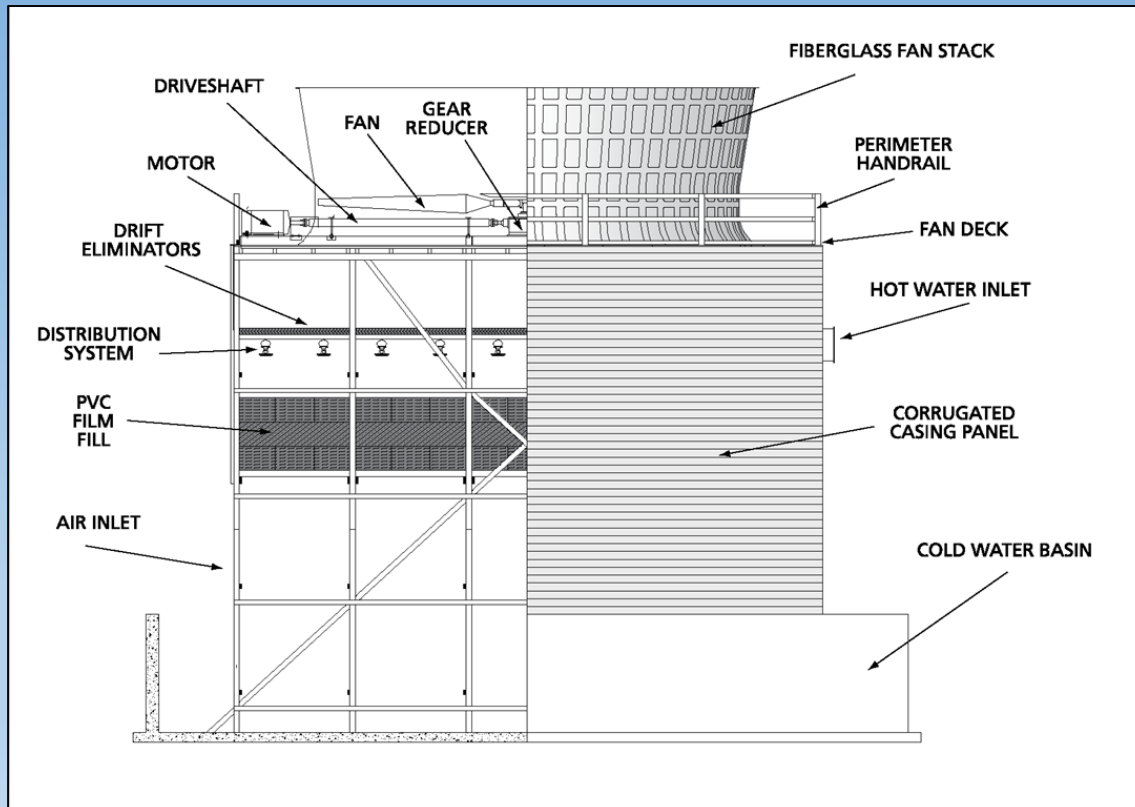 FIBERGLASS FAN STACK
DRIVESHAFT
FAN
GEAR
REDUCER
PERIMETER
HANDRAIL
MOTOR
FAN DECK
DRIFT
ELIMINATORS
HOT WATER INLET
DISTRIBUTION
SYSTEM
PVC
FILM
FILL
CORRUGATED
CASING PANEL
AIR INLET
COLD WATER BASIN